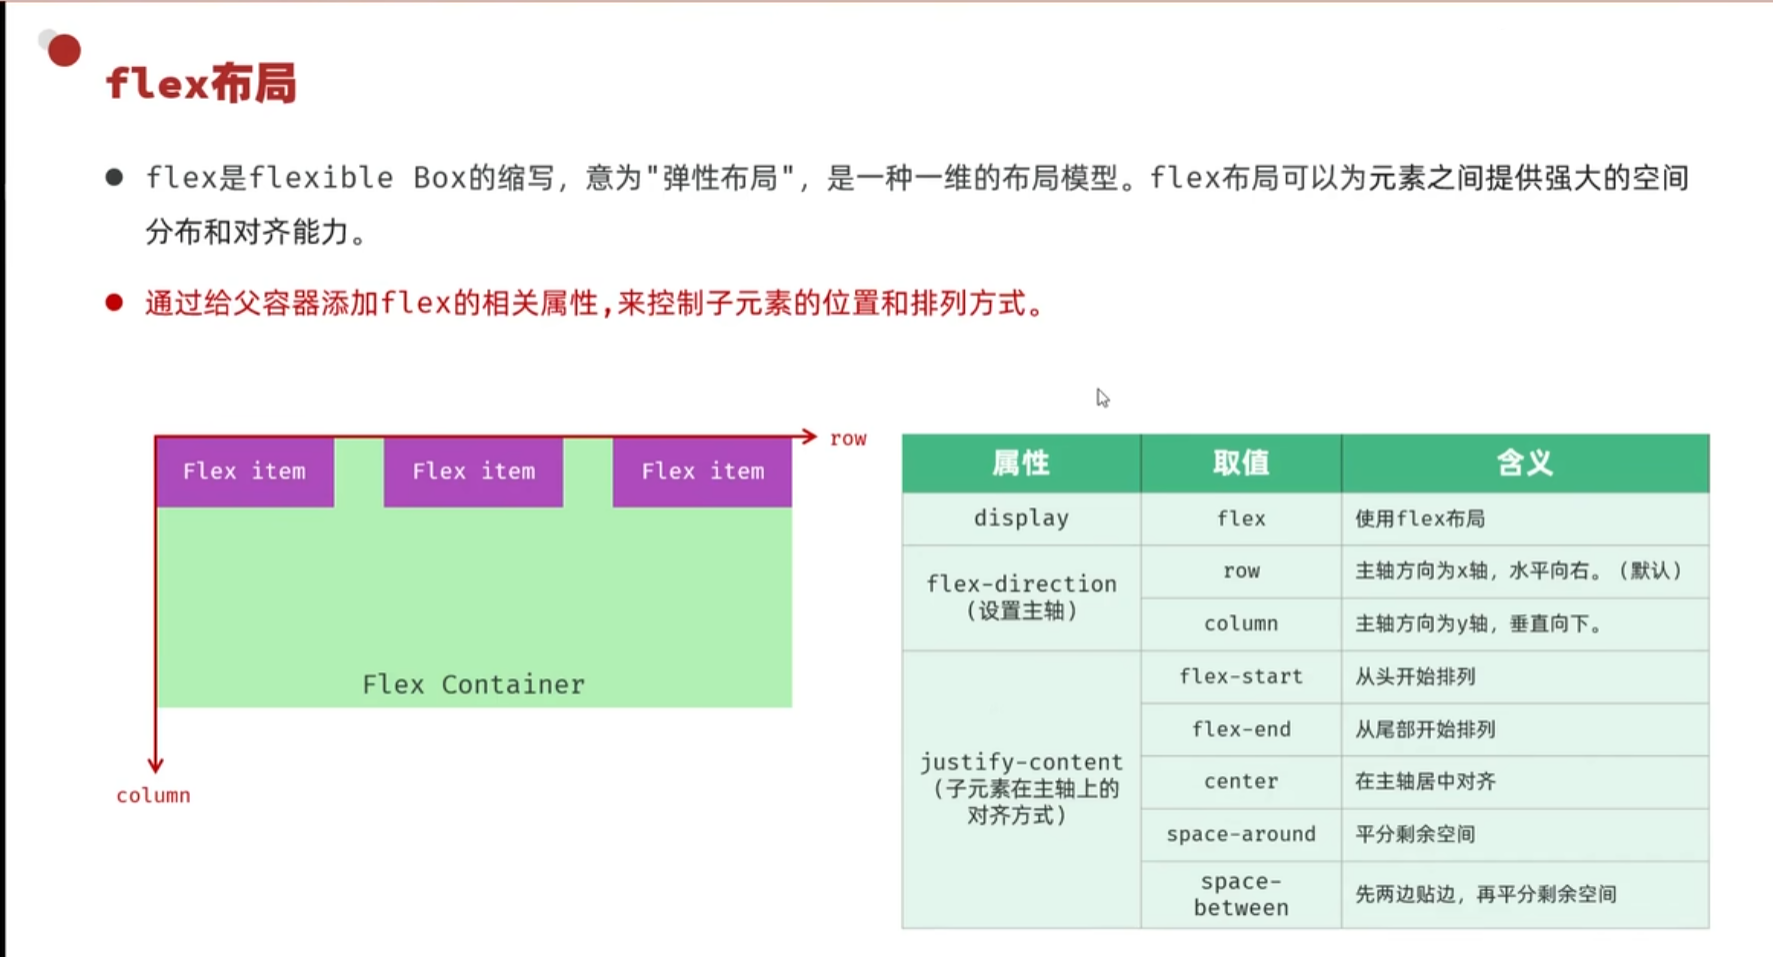 flex布局
flex是flexible Box的缩写，意为"弹性布局"，是一种一维的布局模型。flex布局可以为元素之间提供强大的空间
分布和对齐能力。
通过给父容器添加flex的相关属性,来控制子元素的位置和排列方式。
row
Flex item Flex item Flex item
Flex Container
column
属性 取值 含义
display flex 使用flex布局
flex-direction
（设置主轴）
row 主轴方向为x轴，水平向右。（默认）
column 主轴方向为y轴，垂直向下。
justify-content
（子元素在主轴上的
对齐方式）
flex-start 从头开始排列
flex-end 从尾部开始排列
center 在主轴居中对齐
space-around 平分剩余空间
space-
between 先两边贴边，再平分剩余空间